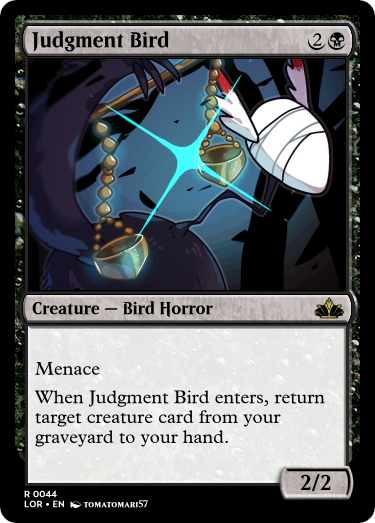 Judgment Bird 2
Creature — Bird Horror
Menace
When Judgment Bird enters, return
target creature card from your
graveyard to your hand.
2/2
R 0044
LOR • EN TOMATOMARI57